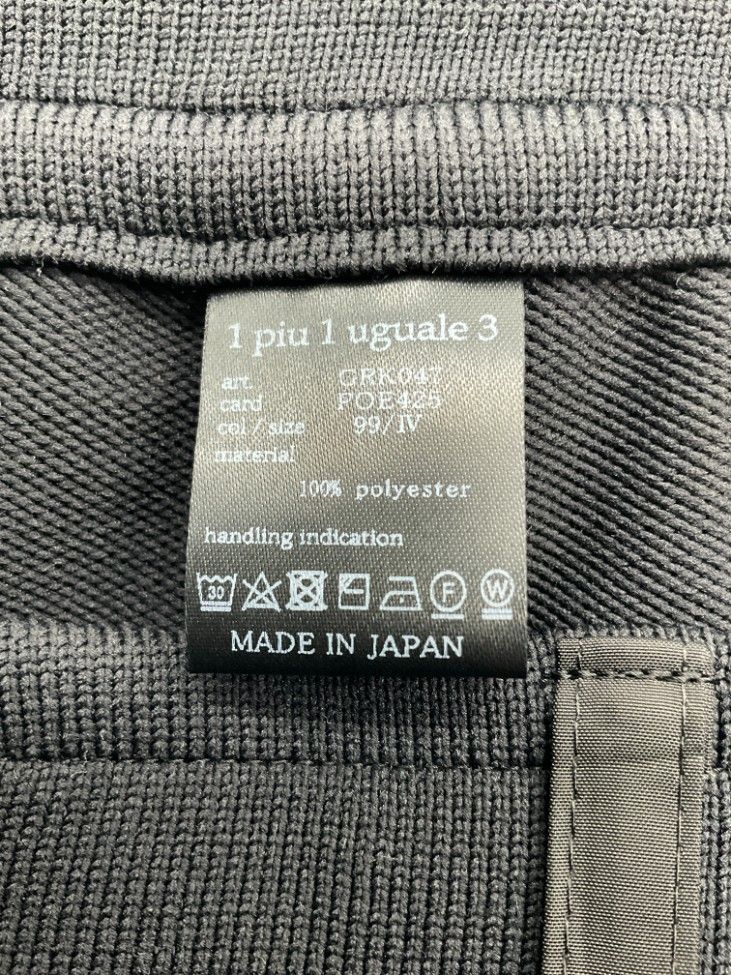 1 piu 1 uguale 3
art. GRK047
card POE425
col / size 99/IV
material
100% polyester
handling indication
30 F W
MADE IN JAPAN